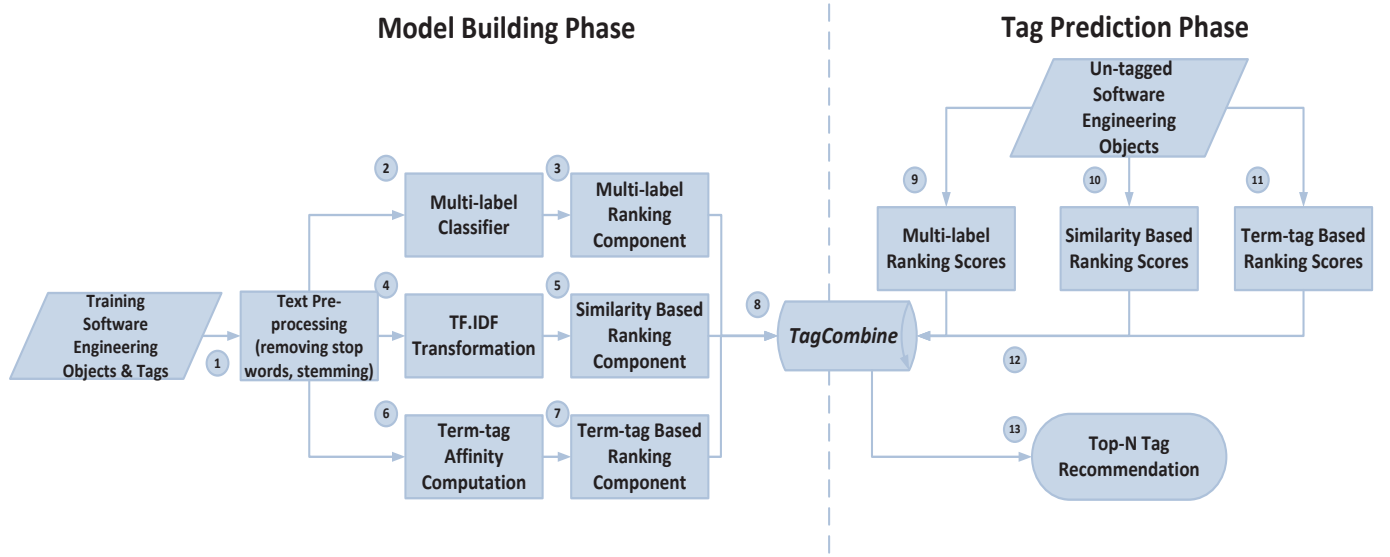 Model Building Phase
Tag Prediction Phase
Un-tagged
Software
Engineering
Objects
2
3
9
10
11
Multi-label
Classifier
Multi-label
Ranking
Component
Multi-label
Ranking Scores
Similarity Based
Ranking Scores
Term-tag Based
Ranking Scores
4
5
8
Training
Software
Engineering
Objects & Tags
1
Text Pre-
processing
(removing stop
words, stemming)
TF.IDF
Transformation
Similarity Based
Ranking
Component
TagCombine
12
6
7
13
Term-tag
Affinity
Computation
Term-tag Based
Ranking
Component
Top-N Tag
Recommendation